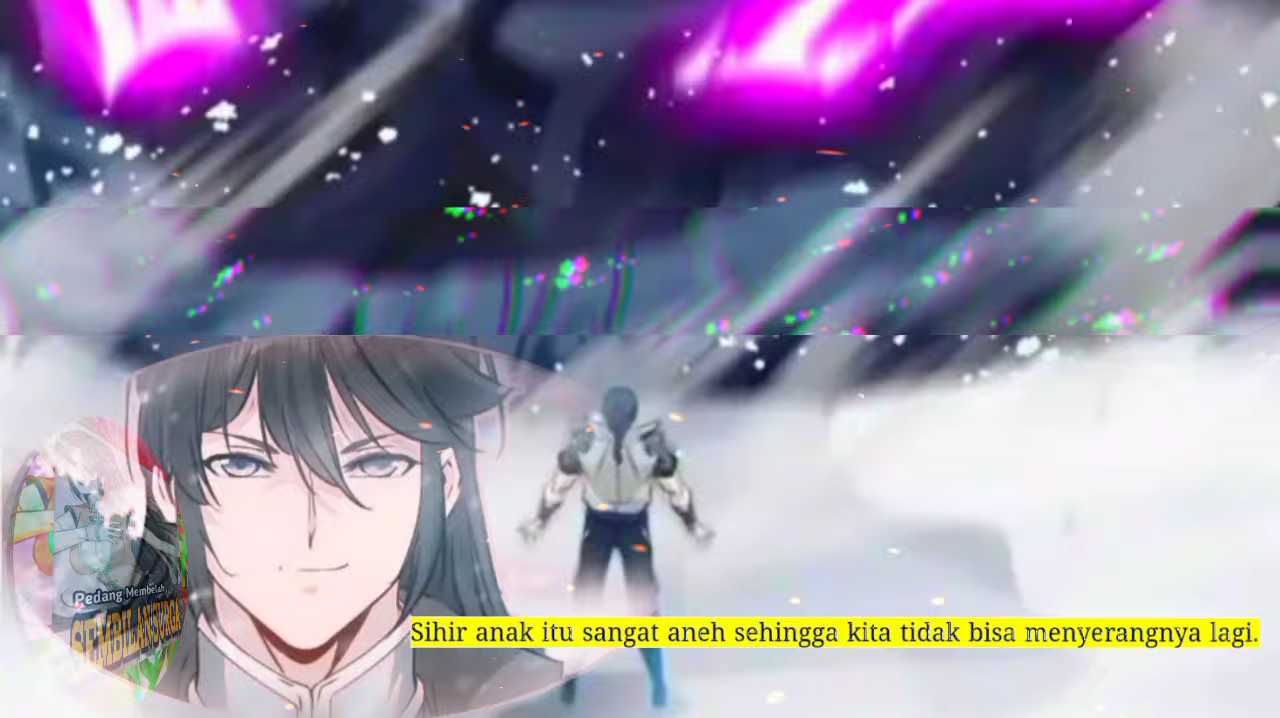 Pedang Membelah
SEMBILAN SURGA
Sihir anak itu sangat aneh sehingga kita tidak bisa menyerangnya lagi.